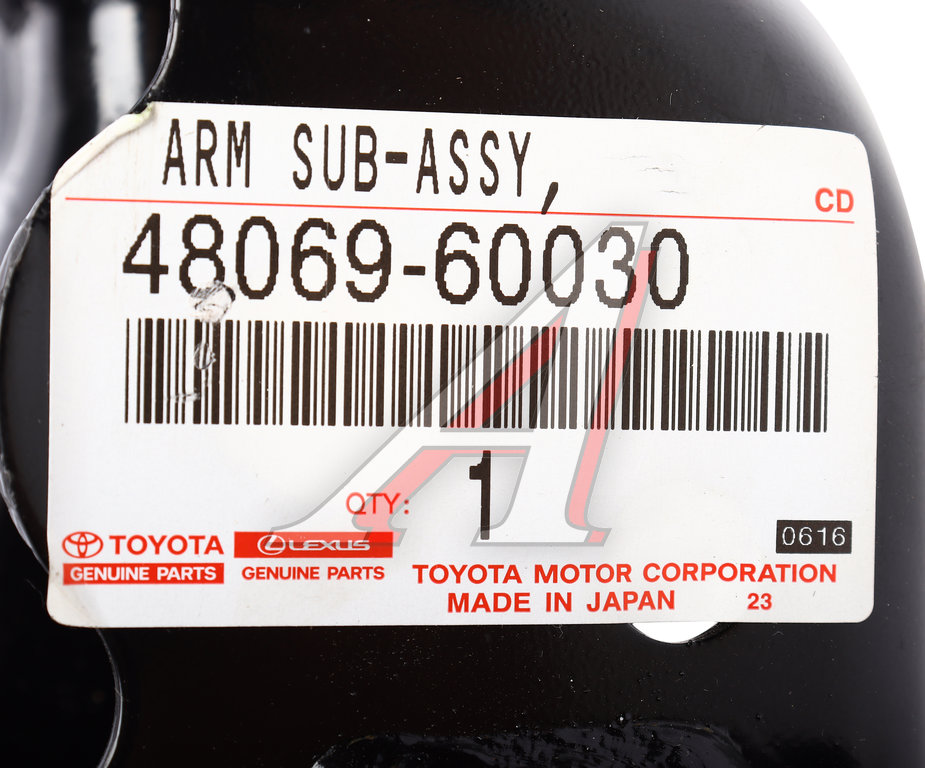 ARM SUB-ASSY,
CD
48069-60030
QTY: 1
0616
TOYOTA LEXUS
GENUINE PARTS GENUINE PARTS
TOYOTA MOTOR CORPORATION
MADE IN JAPAN 23